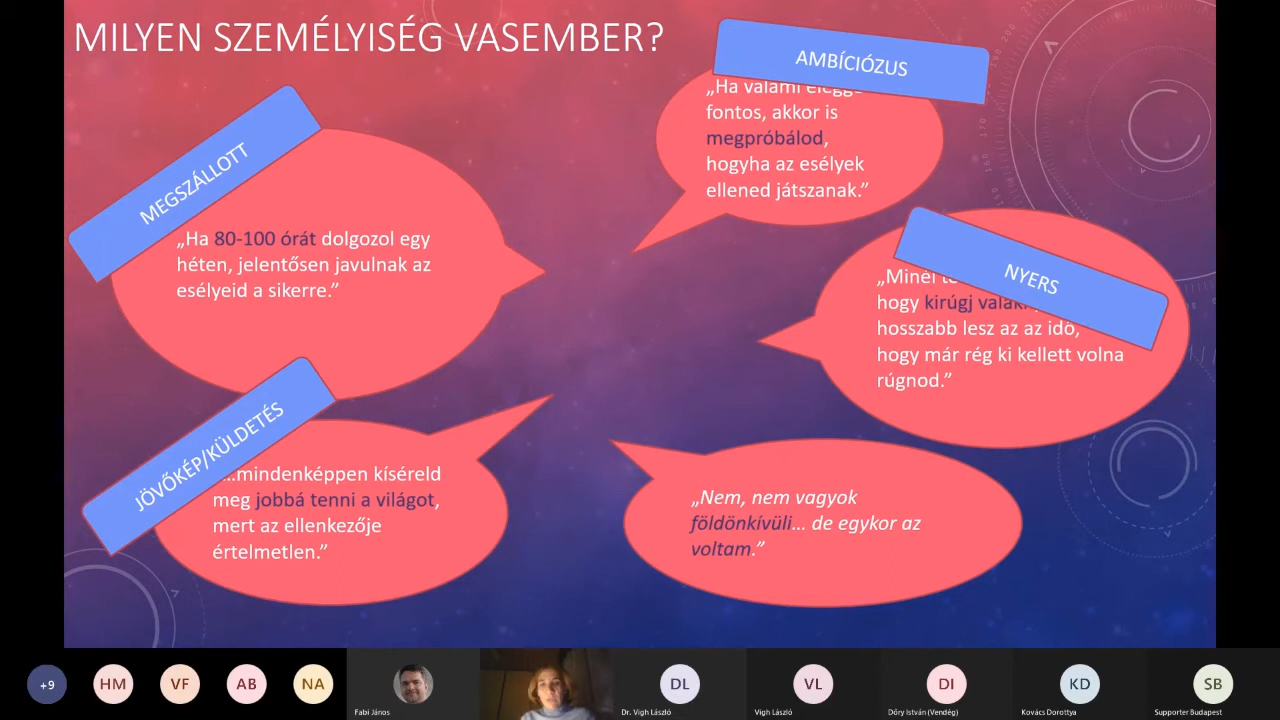 MILYEN SZEMÉLYISÉG VASEMBER?
AMBÍCIÓZUS
„Ha valami eléggé
fontos, akkor is
megpróbálod,
hogyha az esélyek
ellened játszanak.”
MEGSZÁLLOTT
„Ha 80-100 órát dolgozol egy
héten, jelentősen javulnak az
esélyeid a sikerre.”
NYERS
„Minél
hogy kirúgj
hosszabb lesz az az idő,
hogy már rég ki kellett volna
rúgnod.”
JÖVŐKÉP/KÜLDETÉS
…mindenképpen kíséreld
meg jobbá tenni a világot,
mert az ellenkezője
értelmetlen.”
„Nem, nem vagyok
földönkívüli… de egykor az
voltam.”
+9
HM
VF
AB
NA
Fabi János
DL
Dr. Vigh László
VL
Vigh László
DI
Dőry István (Vendég)
KD
Kovács Dorottya
SB
Supporter Budapest